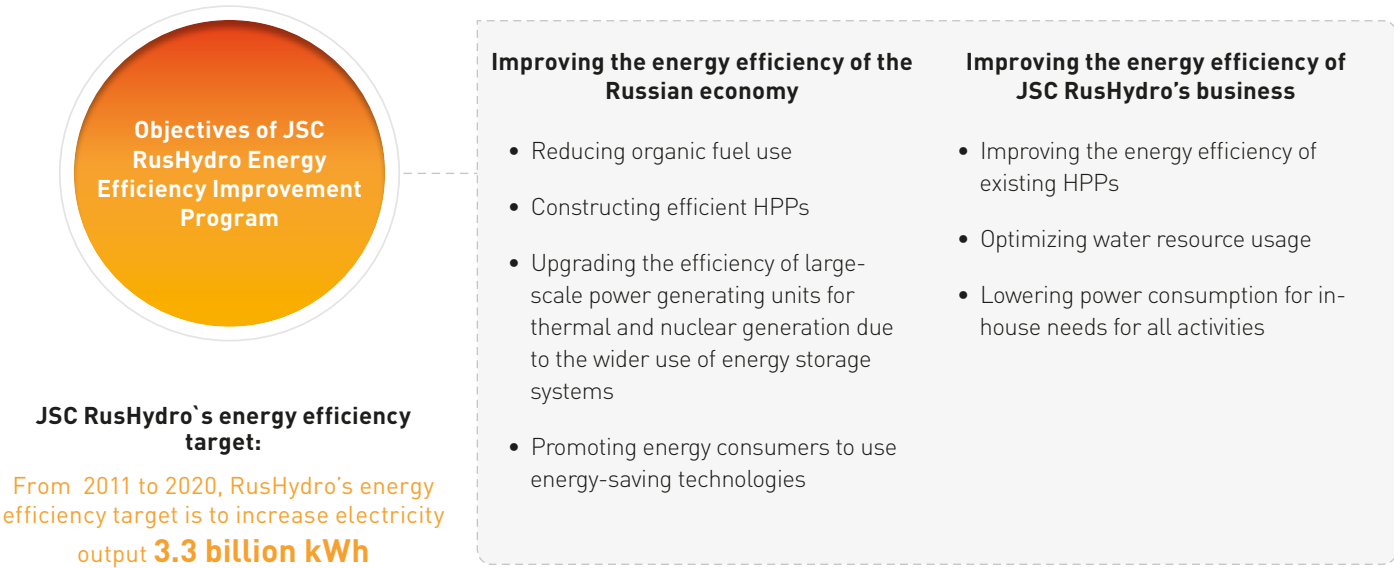 Objectives of JSC
RusHydro Energy
Efficiency Improvement
Program
JSC RusHydro`s energy efficiency
target:
From 2011 to 2020, RusHydro's energy
efficiency target is to increase electricity
output 3.3 billion kWh
Improving the energy efficiency of the
Russian economy
• Reducing organic fuel use
• Constructing efficient HPPs
• Upgrading the efficiency of large-
scale power generating units for
thermal and nuclear generation due
to the wider use of energy storage
systems
• Promoting energy consumers to use
energy-saving technologies
Improving the energy efficiency of
JSC RusHydro's business
• Improving the energy efficiency of
existing HPPs
• Optimizing water resource usage
• Lowering power consumption for in-
house needs for all activities